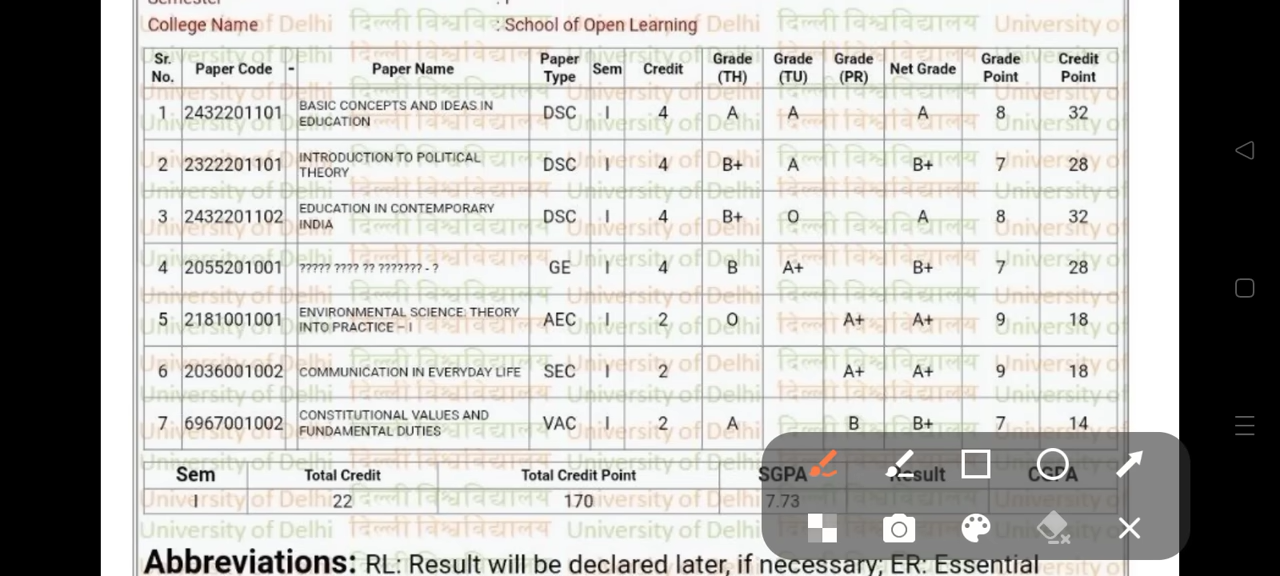 College Name : School of Open Learning
Sr. No. Paper Code - Paper Name Paper Type Sem Credit Grade (TH) Grade (TU) Grade (PR) Net Grade Grade Point Credit Point
1 2432201101 BASIC CONCEPTS AND IDEAS IN EDUCATION DSC I 4 A A A 8 32
2 2322201101 INTRODUCTION TO POLITICAL THEORY DSC I 4 B+ A B+ 7 28
3 2432201102 EDUCATION IN CONTEMPORARY INDIA DSC I 4 B+ O A 8 32
4 2055201001 ????? ???? ?? ??????? - ? GE I 4 B A+ B+ 7 28
5 2181001001 ENVIRONMENTAL SCIENCE: THEORY INTO PRACTICE – I AEC I 2 O A+ A+ 9 18
6 2036001002 COMMUNICATION IN EVERYDAY LIFE SEC I 2 A+ A+ 9 18
7 6967001002 CONSTITUTIONAL VALUES AND FUNDAMENTAL DUTIES VAC I 2 A B B+ 7 14
Sem Total Credit Total Credit Point SGPA Result CGPA
I 22 170 7.73
Abbreviations: RL: Result will be declared later, if necessary; ER: Essential
University of Delhi दिल्ली विश्वविद्यालय